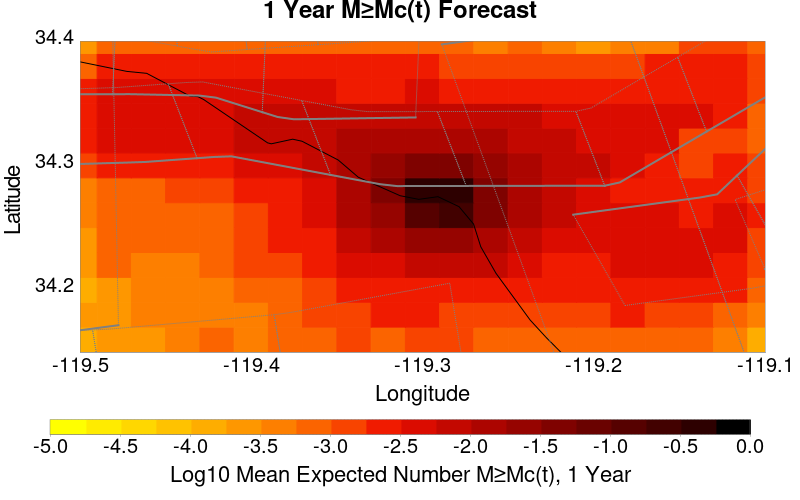 1 Year M≥Mc(t) Forecast
34.4
34.3
34.2
Latitude
-119.5 -119.4 -119.3 -119.2 -119.1
Longitude
-5.0 -4.5 -4.0 -3.5 -3.0 -2.5 -2.0 -1.5 -1.0 -0.5 0.0
Log10 Mean Expected Number M≥Mc(t), 1 Year